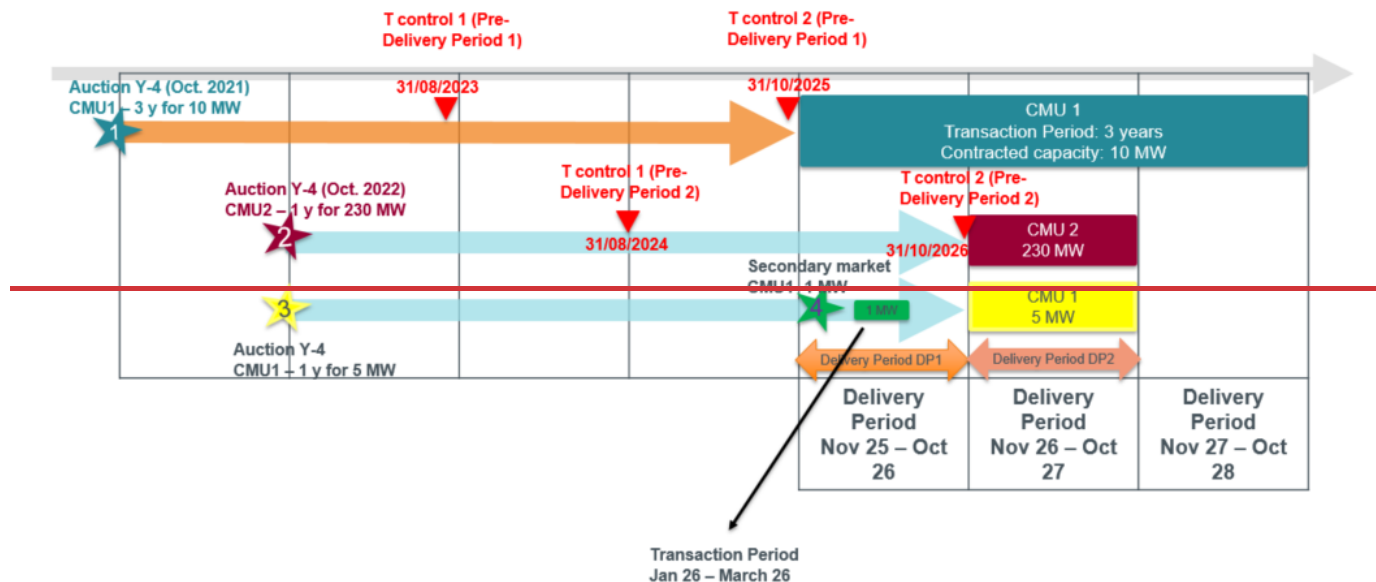 T control 1 (Pre-
Delivery Period 1)
T control 2 (Pre-
Delivery Period 1)
Auction Y-4 (Oct. 2021)
CMU1 – 3 y for 10 MW
31/08/2023
31/10/2025
1
CMU 1
Transaction Period: 3 years
Contracted capacity: 10 MW
T control 1 (Pre-
Delivery Period 2)
T control 2 (Pre-
Delivery Period 2)
Auction Y-4 (Oct. 2022)
CMU2 – 1 y for 230 MW
2
31/08/2024
31/10/2026
CMU 2
230 MW
Secondary market
CMU1- 1 MW
3
4
1 MW
CMU 1
5 MW
Auction Y-4
CMU1 – 1 y for 5 MW
Delivery Period DP1
Delivery Period DP2
Delivery
Period
Nov 25 – Oct
26
Delivery
Period
Nov 26 – Oct
27
Delivery
Period
Nov 27 – Oct
28
Transaction Period
Jan 26 – March 26